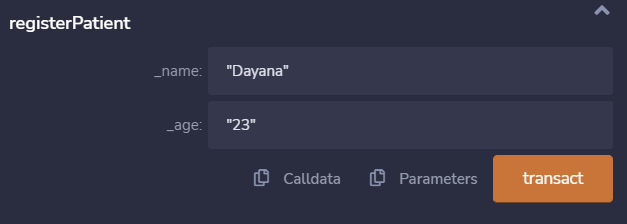 registerPatient
_name: "Dayana"
_age: "23"
Calldata Parameters transact